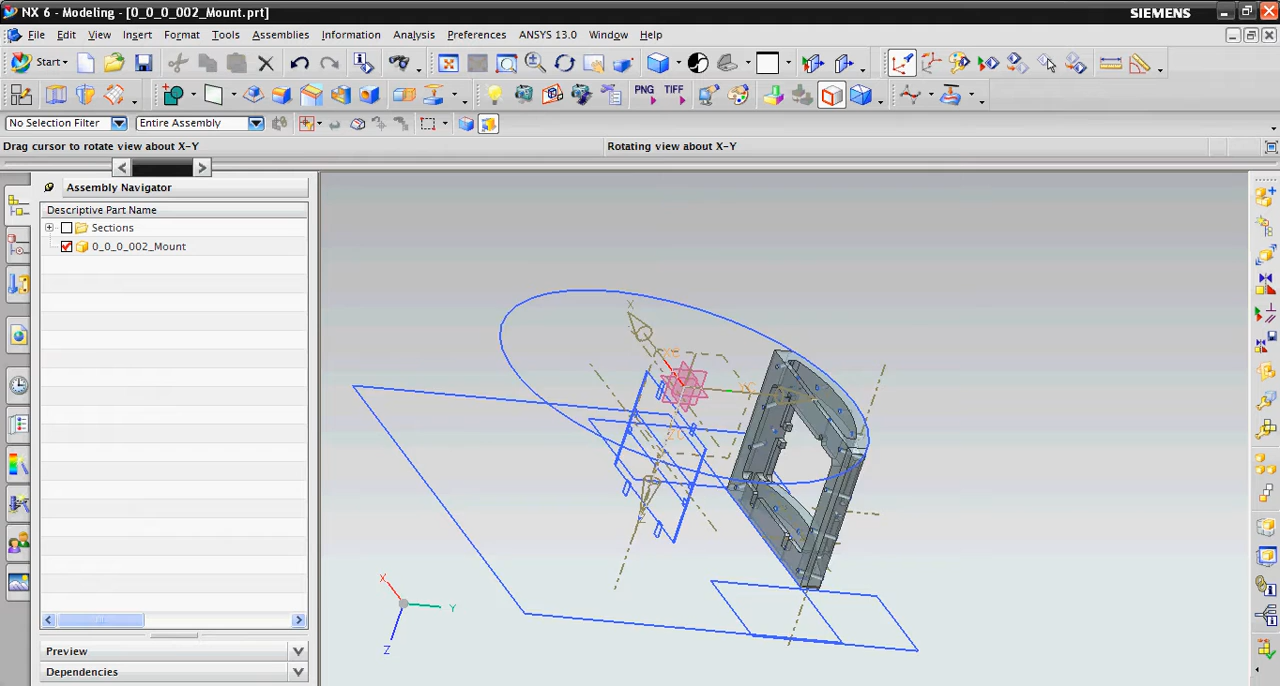 NX 6 - Modeling - [0_0_0_002_Mount.prt]
SIEMENS
File Edit View Insert Format Tools Assemblies Information Analysis Preferences ANSYS 13.0 Window Help
Start
PNG TIFF
No Selection Filter Entire Assembly
Drag cursor to rotate view about X-Y Rotating view about X-Y
Assembly Navigator
Descriptive Part Name
Sections
0_0_0_002_Mount
X
X
Y
Z
Preview
Dependencies